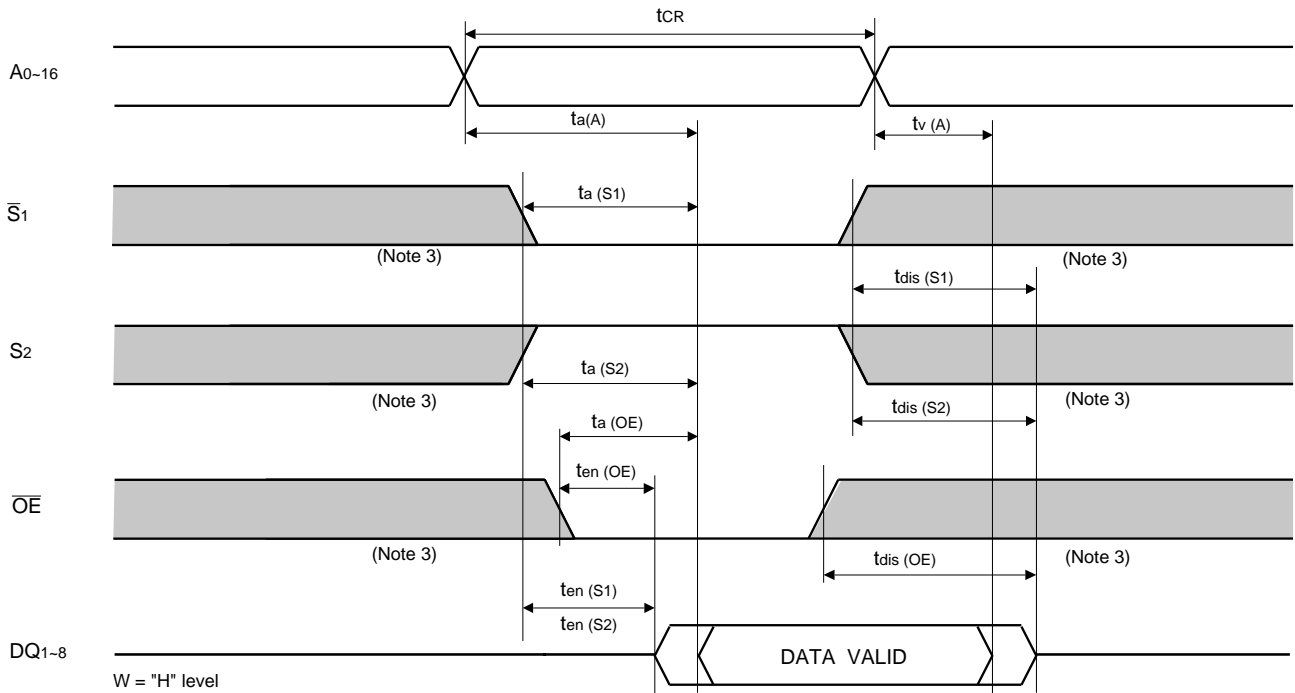 tCR
A0~16
ta(A)
tv (A)
S̅1
ta (S1)
(Note 3)
(Note 3)
tdis (S1)
S2
ta (S2)
(Note 3)
(Note 3)
tdis (S2)
ta (OE)
ten (OE)
O̅E̅
(Note 3)
(Note 3)
tdis (OE)
ten (S1)
ten (S2)
DQ1~8
DATA VALID
W = "H" level